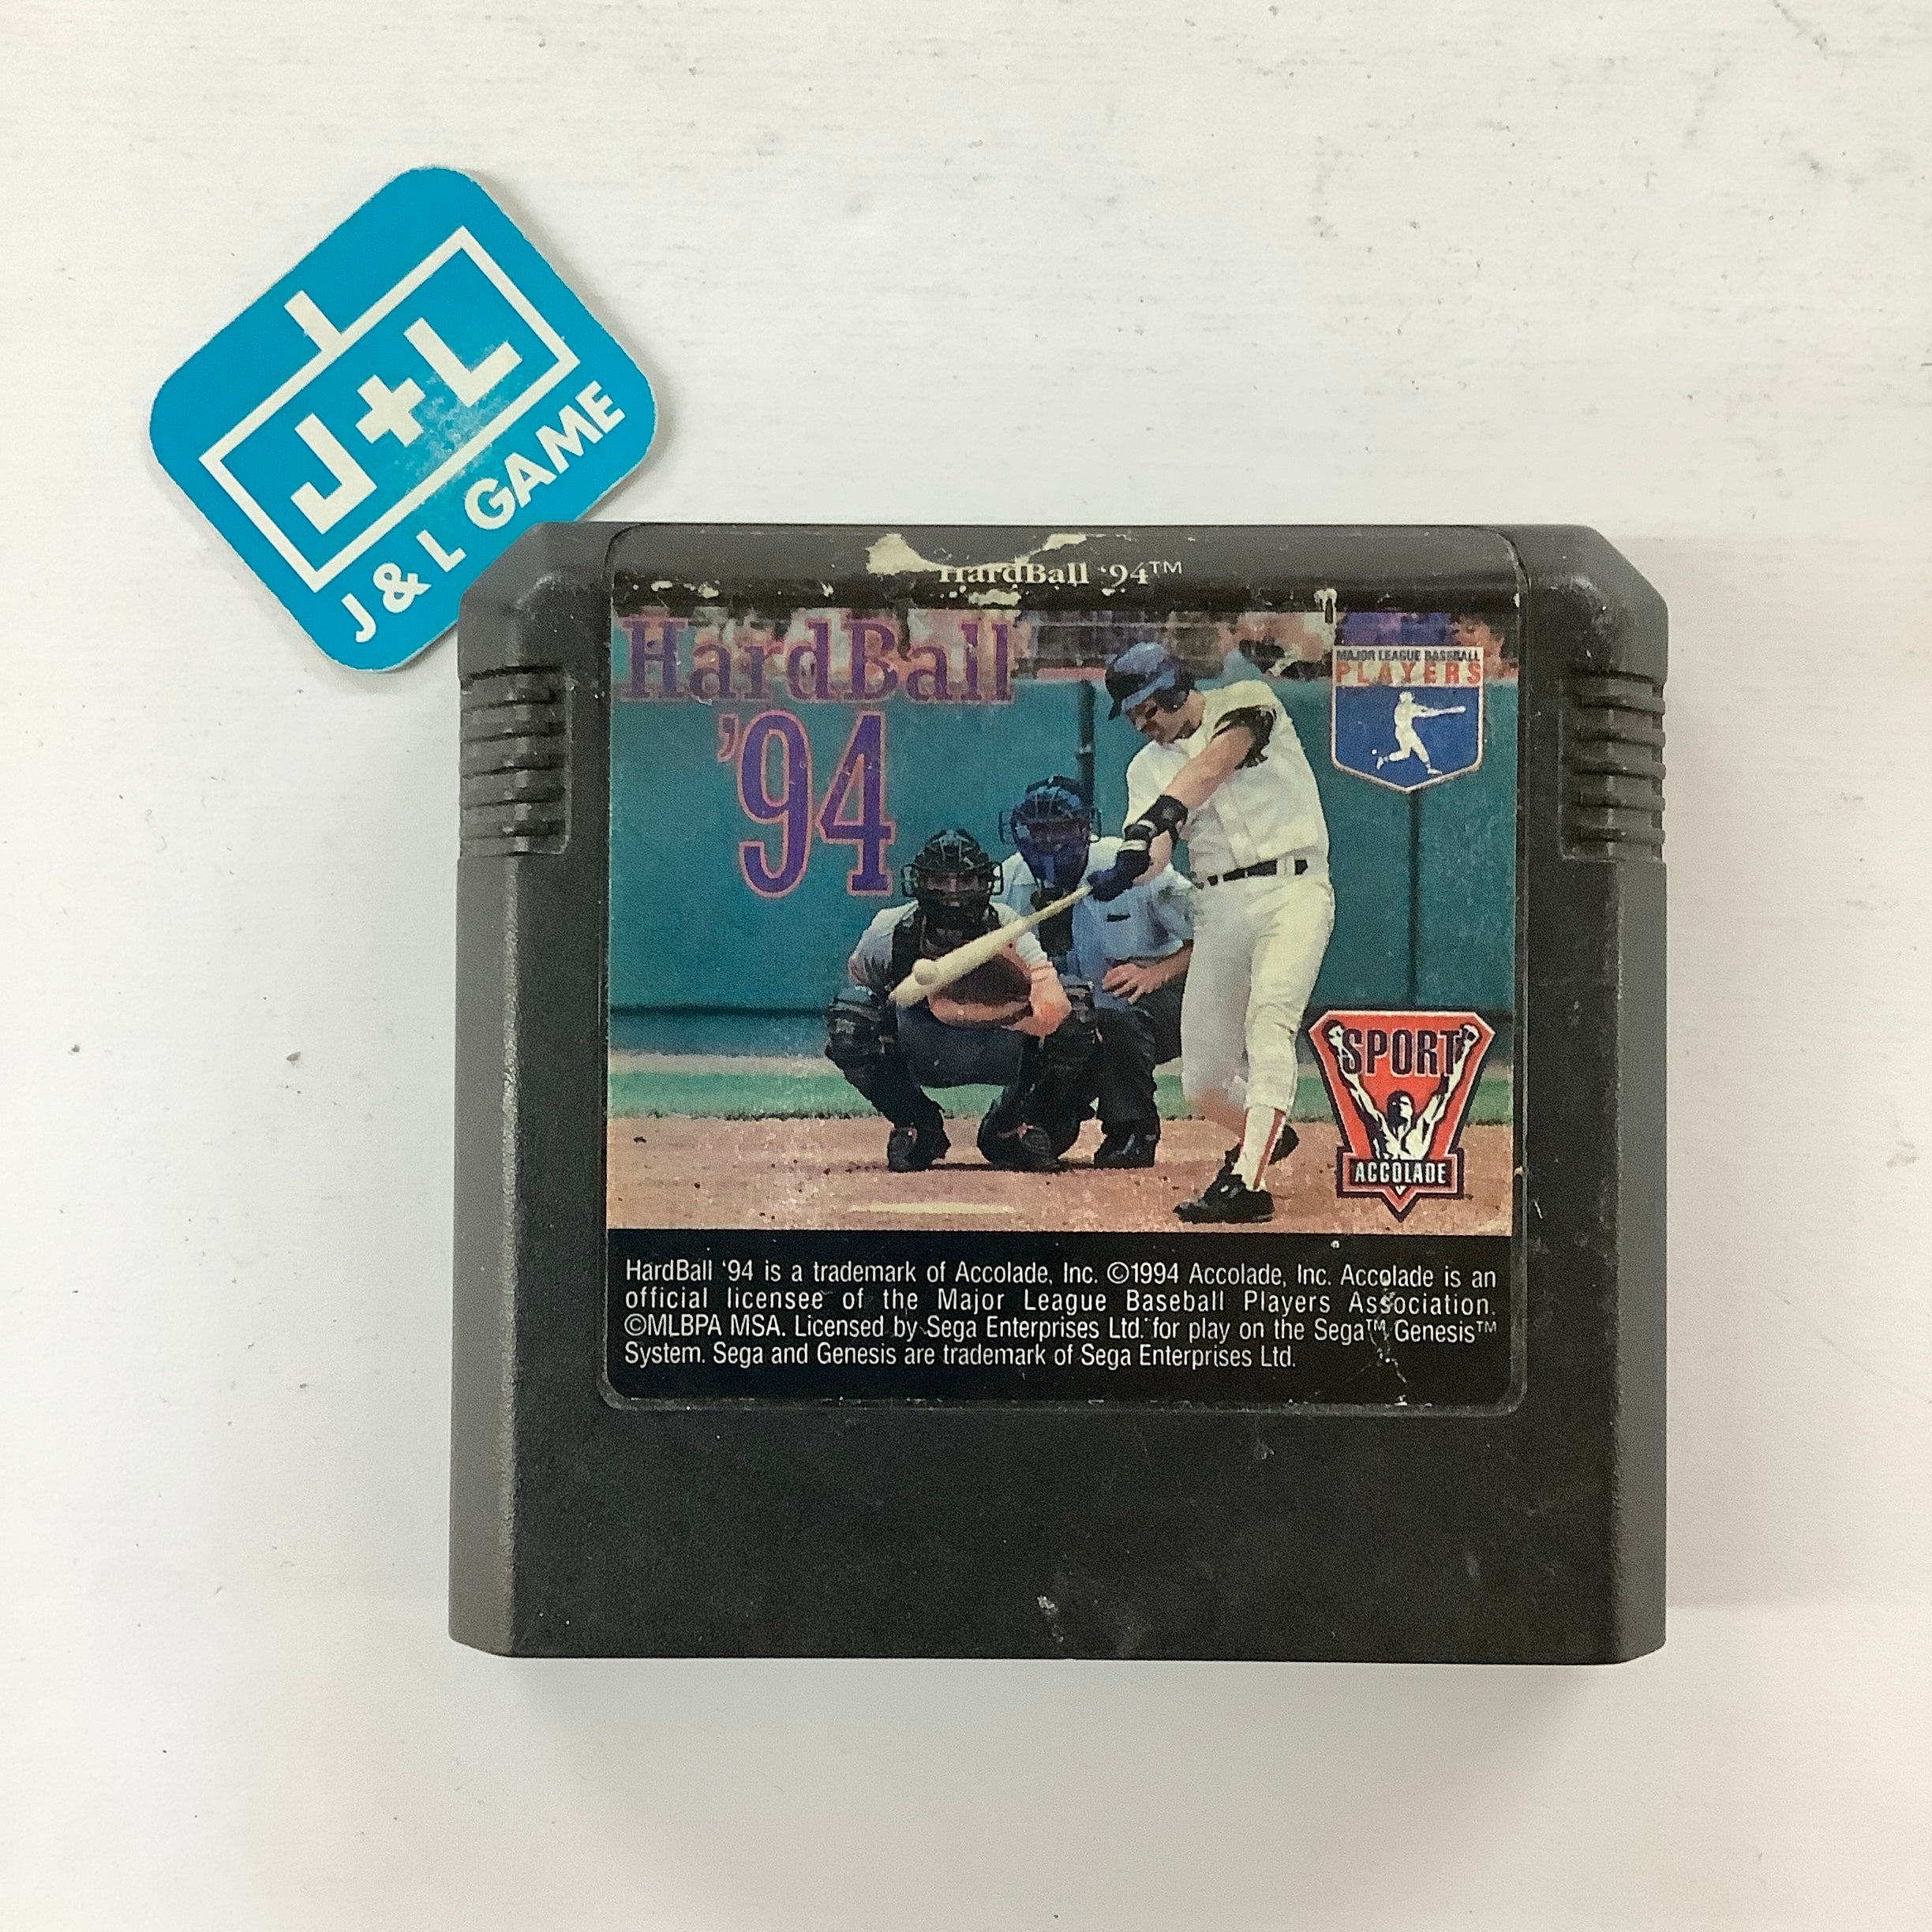 J+L
J & L GAME
HardBall '94™
HardBall
'94
MAJOR LEAGUE BASEBALL
PLAYERS
SPORT
ACCOLADE
HardBall '94 is a trademark of Accolade, Inc. ©1994 Accolade, Inc. Accolade is an
official licensee of the Major League Baseball Players Association.
©MLBPA MSA. Licensed by Sega Enterprises Ltd. for play on the Sega™ Genesis™
System. Sega and Genesis are trademark of Sega Enterprises Ltd.